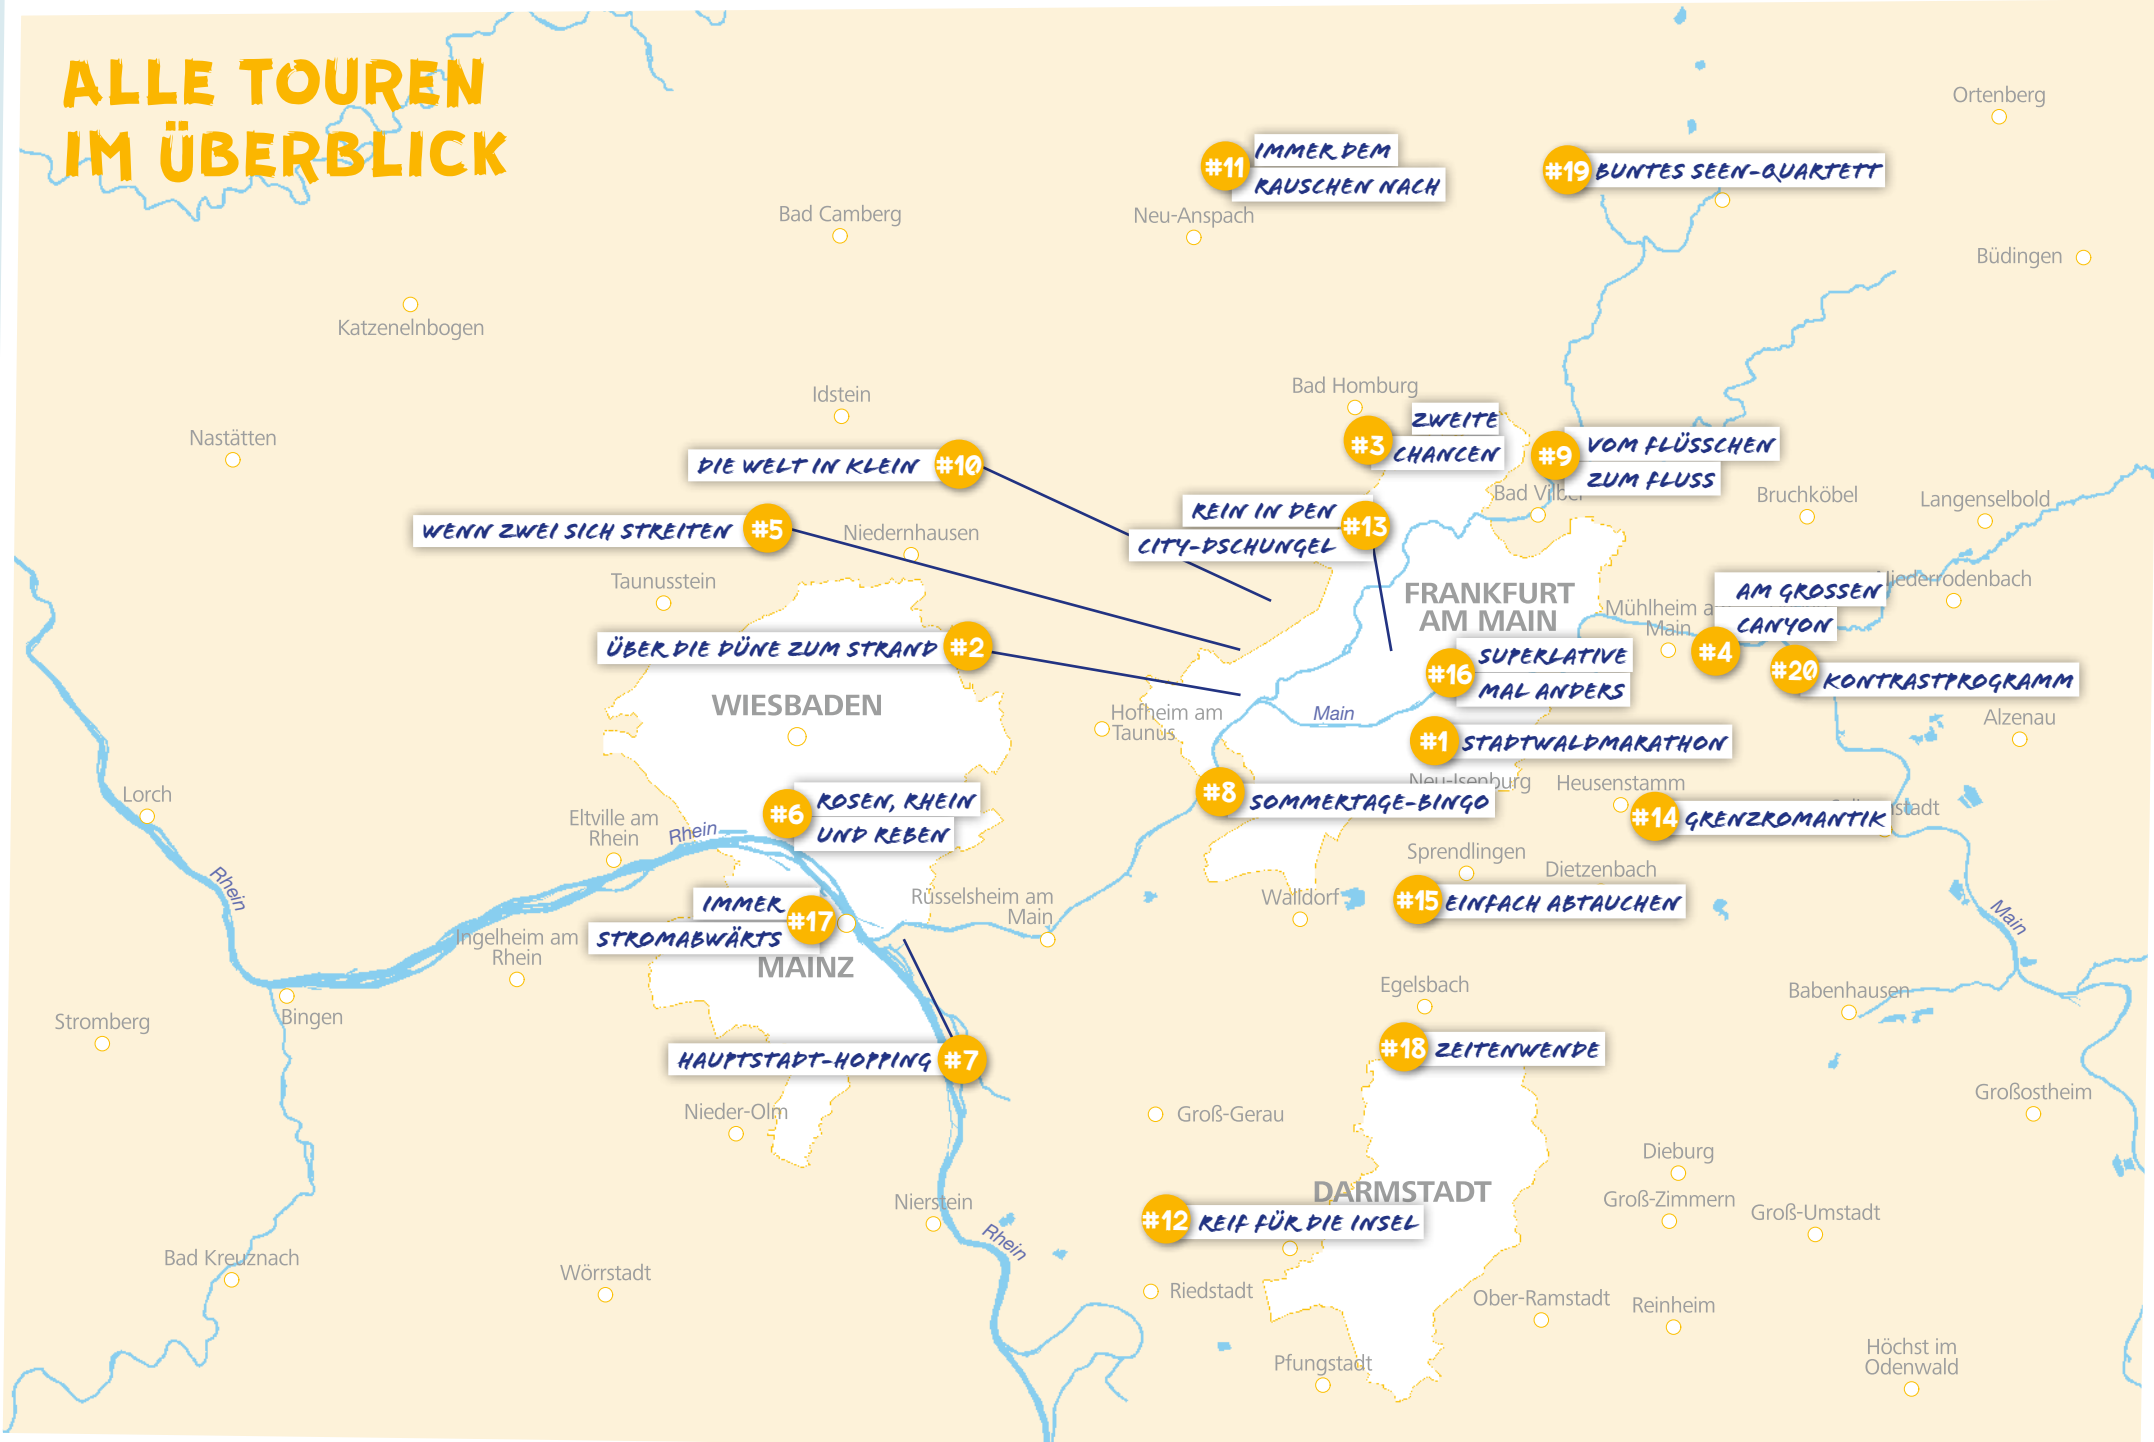 ALLE TOUREN
IM ÜBERBLICK
Ortenberg
#11 IMMER DEM
RAUSCHEN NACH
#19 BUNTES SEEN-QUARTETT
Bad Camberg
Neu-Anspach
Büdingen
Katzenelnbogen
Idstein
Bad Homburg
Nastätten
#3 ZWEITE
CHANCEN
#9 VOM FLÜSSCHEN
ZUM FLUSS
DIE WELT IN KLEIN #10
Bad
Bruchköbel
Langenselbold
REIN IN DEN
CITY-DSCHUNGEL #13
WENN ZWEI SICH STREITEN #5
Niedernhausen
Taunusstein
FRANKFURT
AM MAIN
Mühlheim
Main
#4 AM GROSSEN
CANYON
ÜBER DIE DÜNE ZUM STRAND #2
#16 SUPERLATIVE
MAL ANDERS
#20 KONTRASTPROGRAMM
WIESBADEN
Hofheim am
Taunus
Main
Alzenau
#1 STADTWALDMARATHON
Neu-Isenburg
Heusenstamm
Lorch
#8 SOMMERTAGE-BINGO
#14 GRENZROMANTIK
#6 ROSEN, RHEIN
UND REBEN
Eltville am
Rhein
Rhein
Rhein
Sprendlingen
Dietzenbach
Rüsselsheim am
Main
Walldorf
#15 EINFACH ABTAUCHEN
IMMER
STROMABWÄRTS #17
Main
Ingelheim am
Rhein
MAINZ
Egelsbach
Babenhausen
Stromberg
Bingen
HAUPTSTADT-HOPPING #7
#18 ZEITENWENDE
Großostheim
Nieder-Olm
Groß-Gerau
Dieburg
DARMSTADT
Groß-Zimmern
Groß-Umstadt
Nierstein
#12 REIF FÜR DIE INSEL
Rhein
Bad Kreuznach
Wörrstadt
Riedstadt
Ober-Ramstadt
Reinheim
Pfungstadt
Höchst im
Odenwald